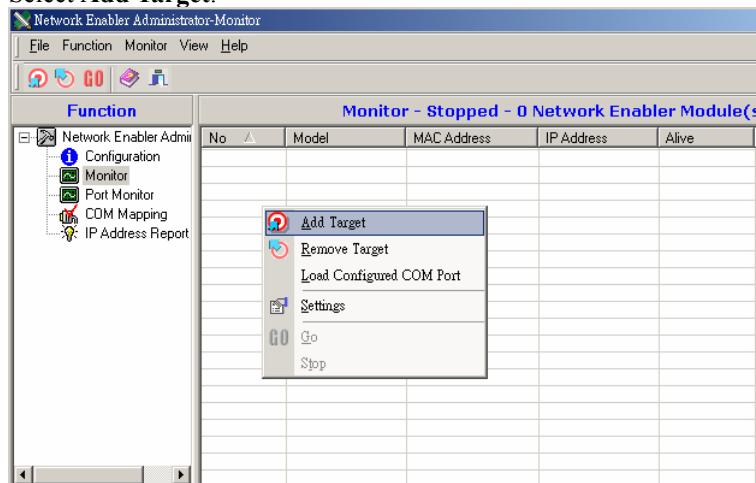 Select Add Target.
Network Enabler Administrator-Monitor
File Function Monitor View Help
GO
Function
Monitor - Stopped - 0 Network Enabler Module(s
Network Enabler Admi
Configuration
Monitor
Port Monitor
COM Mapping
IP Address Report
No Model MAC Address IP Address Alive
Add Target
Remove Target
Load Configured COM Port
Settings
GO Go
Stop